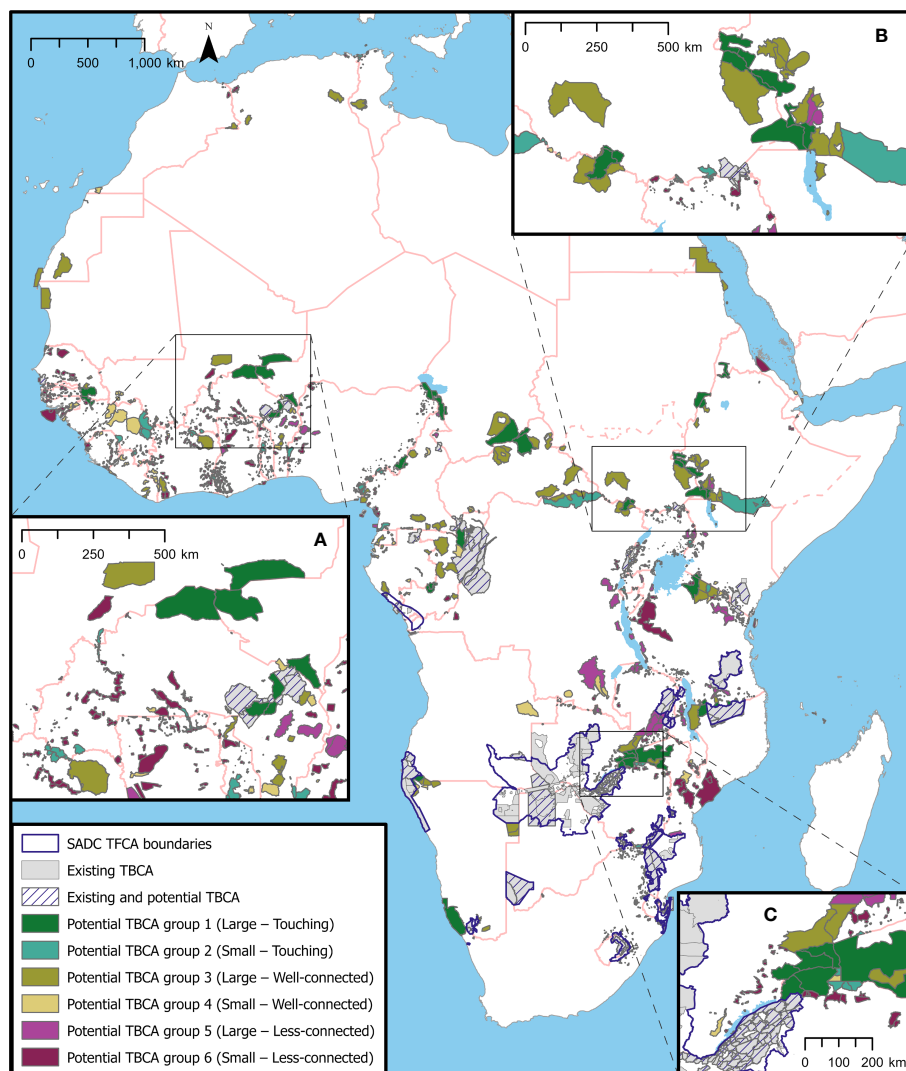 N
0 500 1,000 km
B
0 250 500 km
A
0 250 500 km
SADC TFCA boundaries
Existing TBCA
Existing and potential TBCA
Potential TBCA group 1 (Large – Touching)
Potential TBCA group 2 (Small – Touching)
Potential TBCA group 3 (Large – Well-connected)
Potential TBCA group 4 (Small – Well-connected)
Potential TBCA group 5 (Large – Less-connected)
Potential TBCA group 6 (Small – Less-connected)
C
0 100 200 km